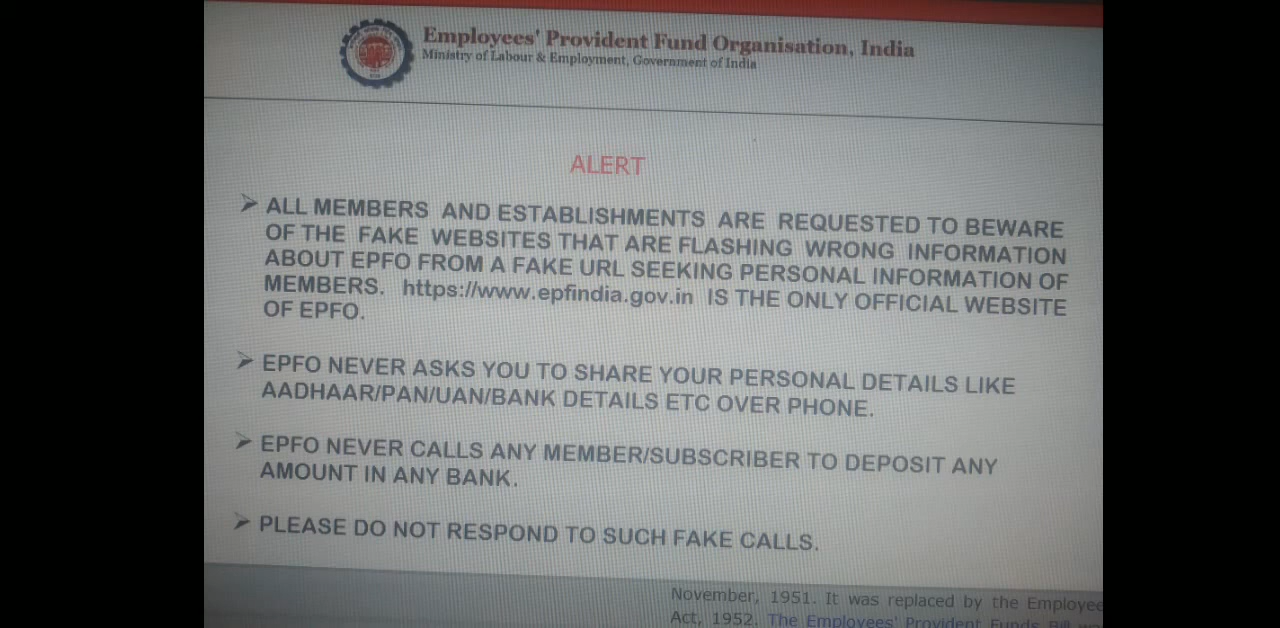 Employees' Provident Fund Organisation, India
Ministry of Labour & Employment, Government of India
ALERT
ALL MEMBERS AND ESTABLISHMENTS ARE REQUESTED TO BEWARE
OF THE FAKE WEBSITES THAT ARE FLASHING WRONG INFORMATION
ABOUT EPFO FROM A FAKE URL SEEKING PERSONAL INFORMATION OF
MEMBERS. https://www.epfindia.gov.in IS THE ONLY OFFICIAL WEBSITE
OF EPFO.
EPFO NEVER ASKS YOU TO SHARE YOUR PERSONAL DETAILS LIKE
AADHAAR/PAN/UAN/BANK DETAILS ETC OVER PHONE.
EPFO NEVER CALLS ANY MEMBER/SUBSCRIBER TO DEPOSIT ANY
AMOUNT IN ANY BANK.
PLEASE DO NOT RESPOND TO SUCH FAKE CALLS.
November, 1951. It was replaced by the Employee
Act, 1952. The Employees' Provident Funds Bill